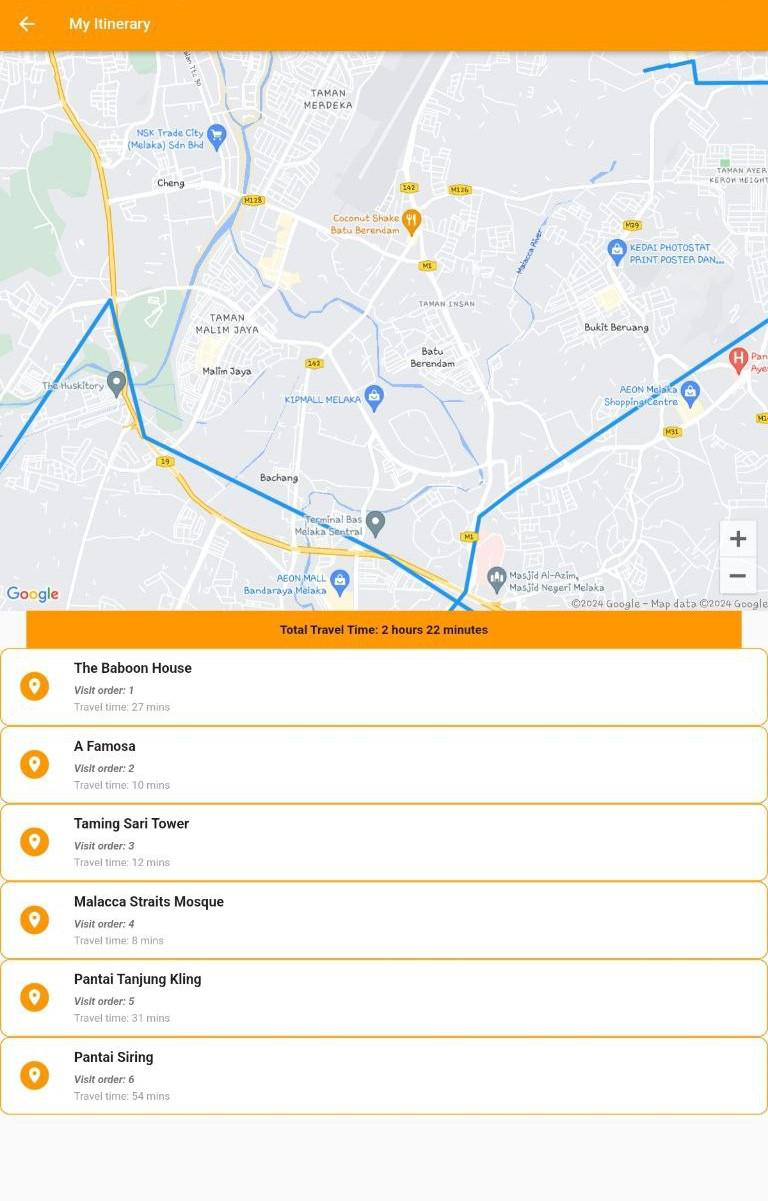 My Itinerary
TAMAN
MERDEKA
NSK Trade City
(Melaka) Sdn Bhd
TAMAN AYER
KEROH HEIGHT
Cheng
142
M126
M128
Coconut Shake
Batu Berendam
M29
Malacca River
KEDAI PHOTOSTAT
PRINT POSTER DAN...
M1
TAMAN INSAN
TAMAN
MALIM JAYA
Bukit Beruang
Batu
Berendam
142
Malim Jaya
The Huskitory
KIPMALL MELAKA
AEON Melaka
Shopping Centre
M31
19
Bachang
Terminal Bas
Melaka Sentral
M1
AEON MALL
Bandaraya Melaka
Masjid Al-Azim,
Masjid Negeri Melaka
Google
©2024 Google - Map data ©2024 Google
Total Travel Time: 2 hours 22 minutes
The Baboon House
Visit order: 1
Travel time: 27 mins
A Famosa
Visit order: 2
Travel time: 10 mins
Taming Sari Tower
Visit order: 3
Travel time: 12 mins
Malacca Straits Mosque
Visit order: 4
Travel time: 8 mins
Pantai Tanjung Kling
Visit order: 5
Travel time: 31 mins
Pantai Siring
Visit order: 6
Travel time: 54 mins